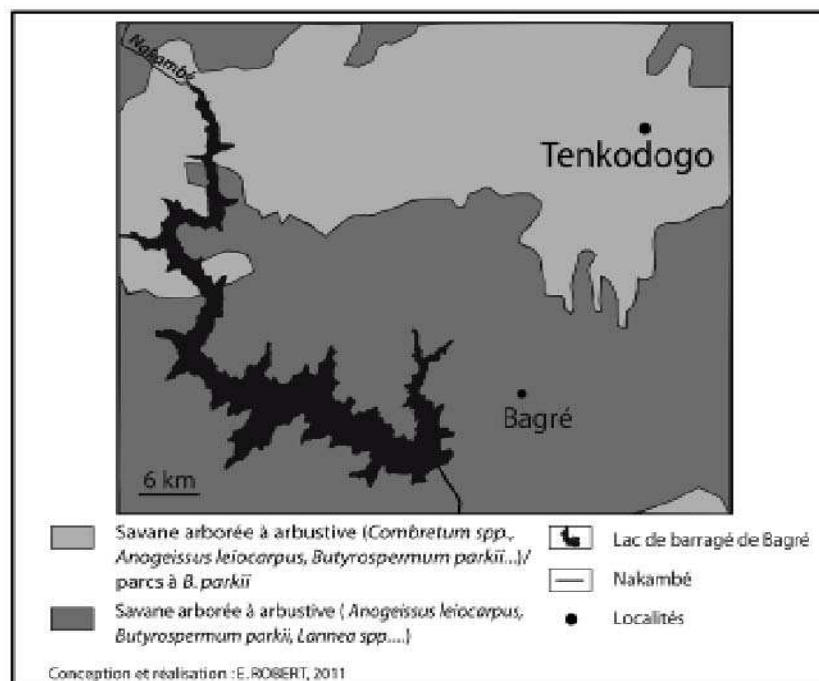 Nakambé
Tenkodogo
Bagré
6 km
Savane arborée à arbustive (Combretum spp.,
Anogeissus leiocarpus, Butyrospermum parkii...)/
parcs à B. parkii
Savane arborée à arbustive ( Anogeissus leiocarpus,
Butyrospermum parkii, Lannea spp....)
Lac de barragé de Bagré
Nakambé
Localités
Conception et réalisation : E. ROBERT, 2011